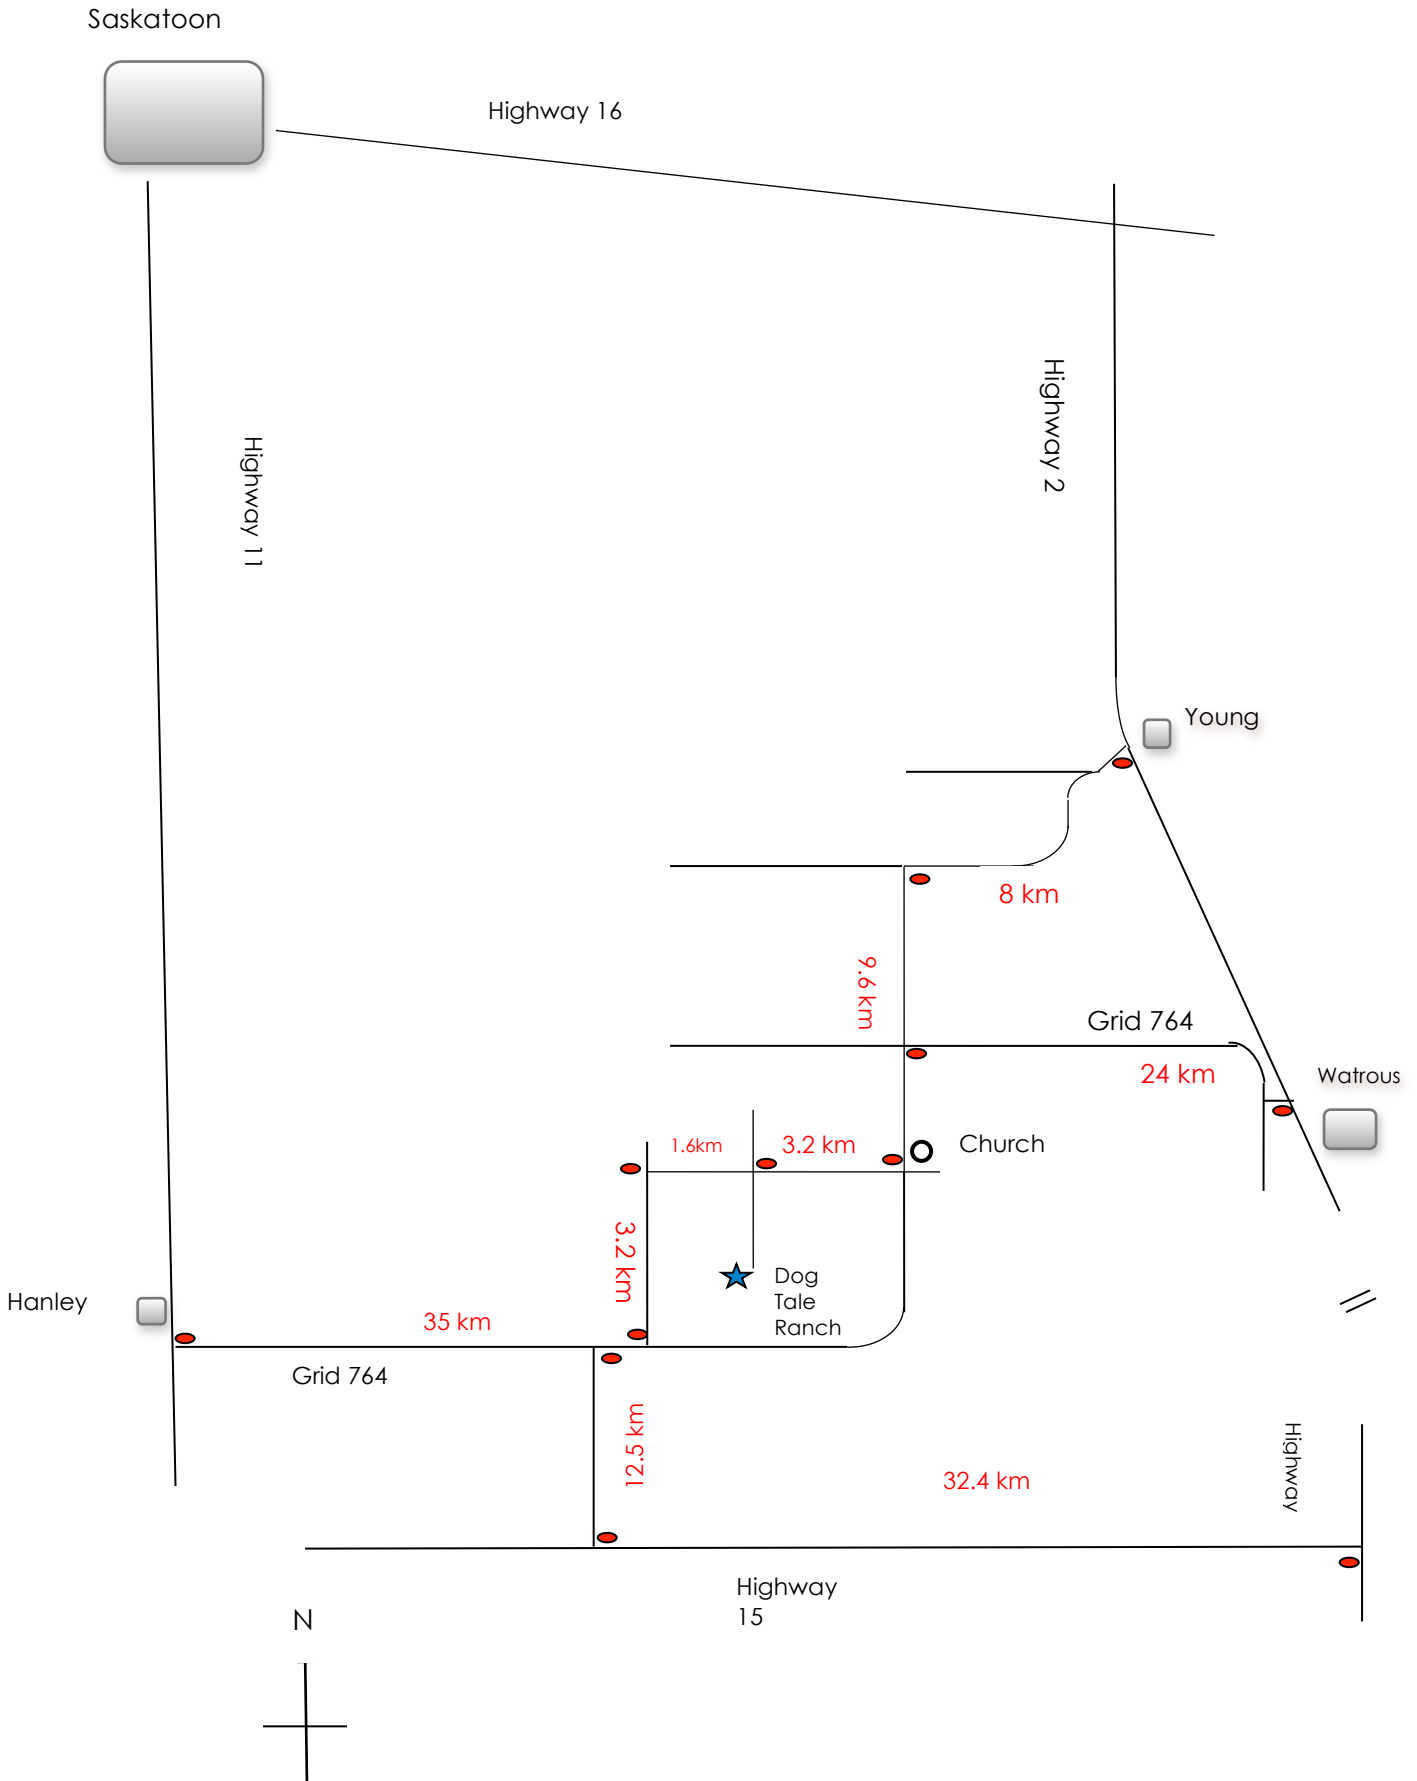 Saskatoon
Highway 16
Highway 2
Highway 11
Young
8 km
9.6 km
Grid 764
24 km
Watrous
1.6km
3.2 km
Church
3.2 km
Dog
Tale
Ranch
Hanley
35 km
Grid 764
12.5 km
32.4 km
Highway
Highway
15
N